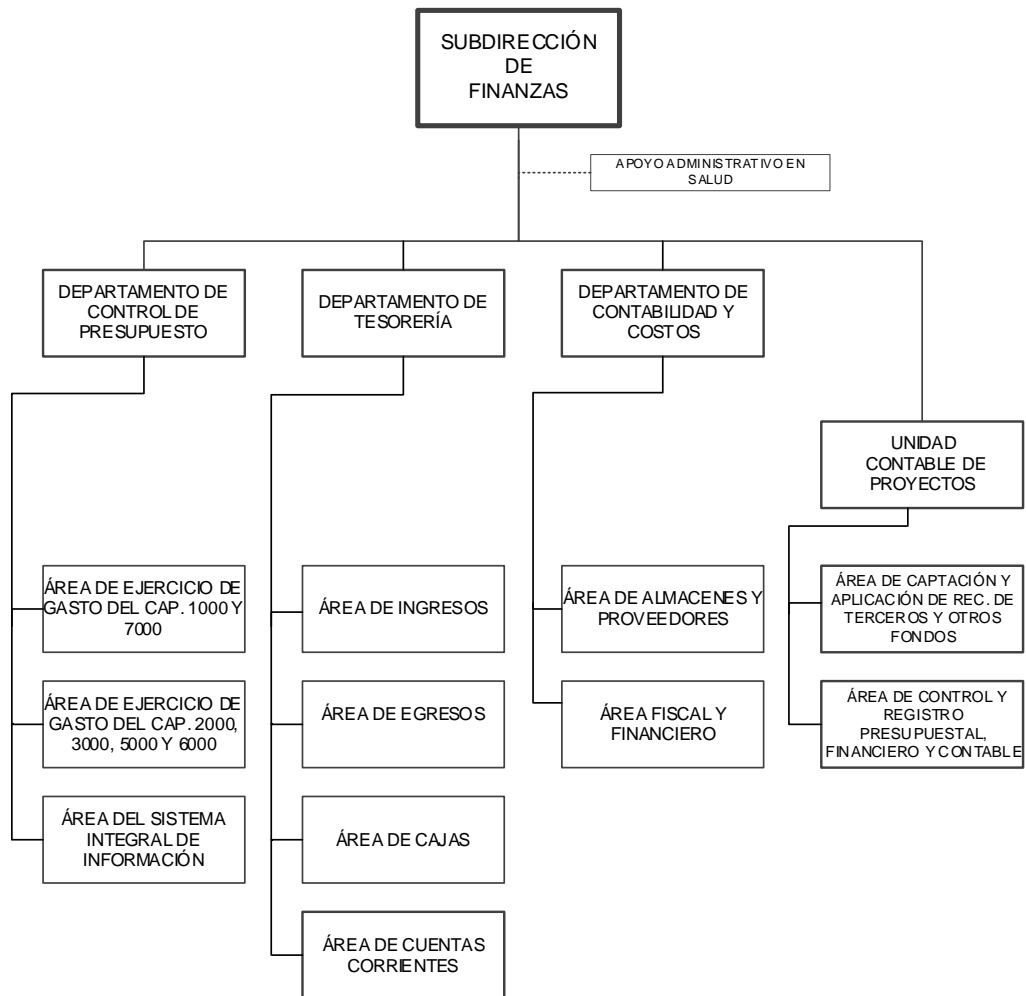 SUBDIRECCIÓN
DE
FINANZAS
APOYO ADMINISTRATIVO EN
SALUD
DEPARTAMENTO DE
CONTROL DE
PRESUPUESTO
DEPARTAMENTO DE
TESORERÍA
DEPARTAMENTO DE
CONTABILIDAD Y
COSTOS
UNIDAD
CONTABLE DE
PROYECTOS
ÁREA DE EJERCICIO DE
GASTO DEL CAP. 1000 Y
7000
ÁREA DE INGRESOS
ÁREA DE ALMACENES Y
PROVEEDORES
ÁREA DE CAPTACIÓN Y
APLICACIÓN DE REC. DE
TERCEROS Y OTROS
FONDOS
ÁREA DE EJERCICIO DE
GASTO DEL CAP. 2000,
3000, 5000 Y 6000
ÁREA DE EGRESOS
ÁREA FISCAL Y
FINANCIERO
ÁREA DE CONTROL Y
REGISTRO
PRESUPUESTAL,
FINANCIERO Y CONTABLE
ÁREA DEL SISTEMA
INTEGRAL DE
INFORMACIÓN
ÁREA DE CAJAS
ÁREA DE CUENTAS
CORRIENTES